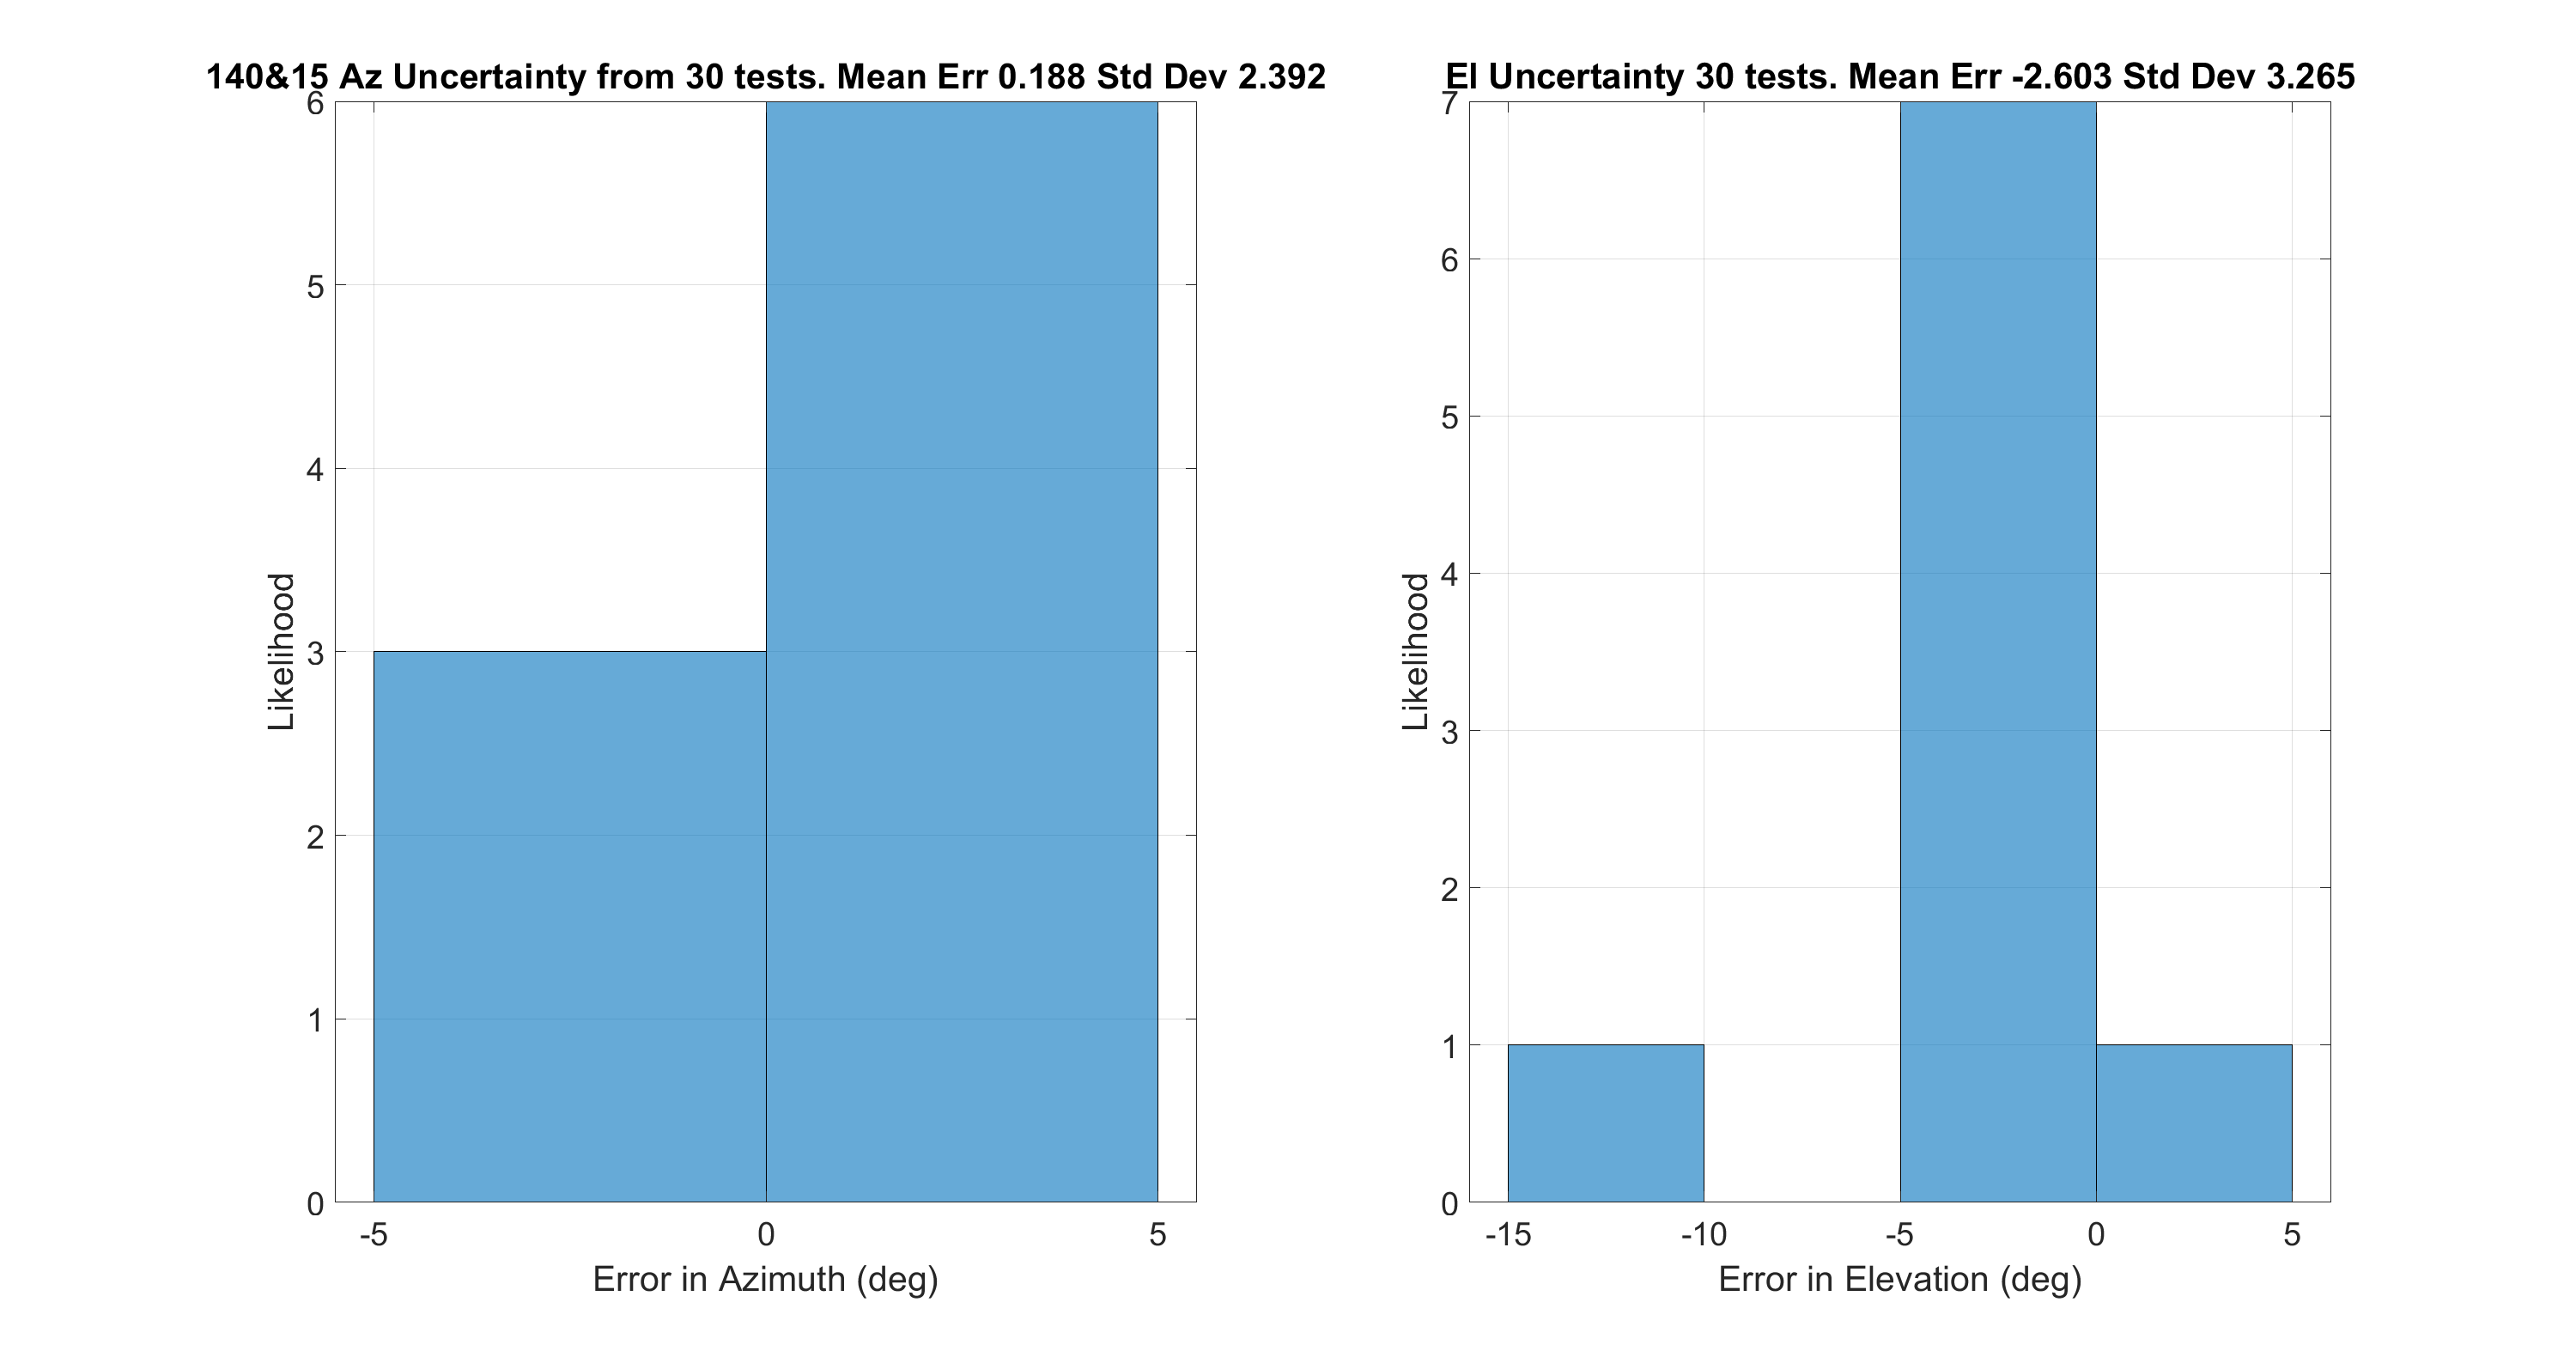 140&15 Az Uncertainty from 30 tests. Mean Err 0.188 Std Dev 2.392
6
5
4
3
2
1
0
Likelihood
-5 0 5
Error in Azimuth (deg)
El Uncertainty 30 tests. Mean Err -2.603 Std Dev 3.265
7
6
5
4
3
2
1
0
Likelihood
-15 -10 -5 0 5
Error in Elevation (deg)